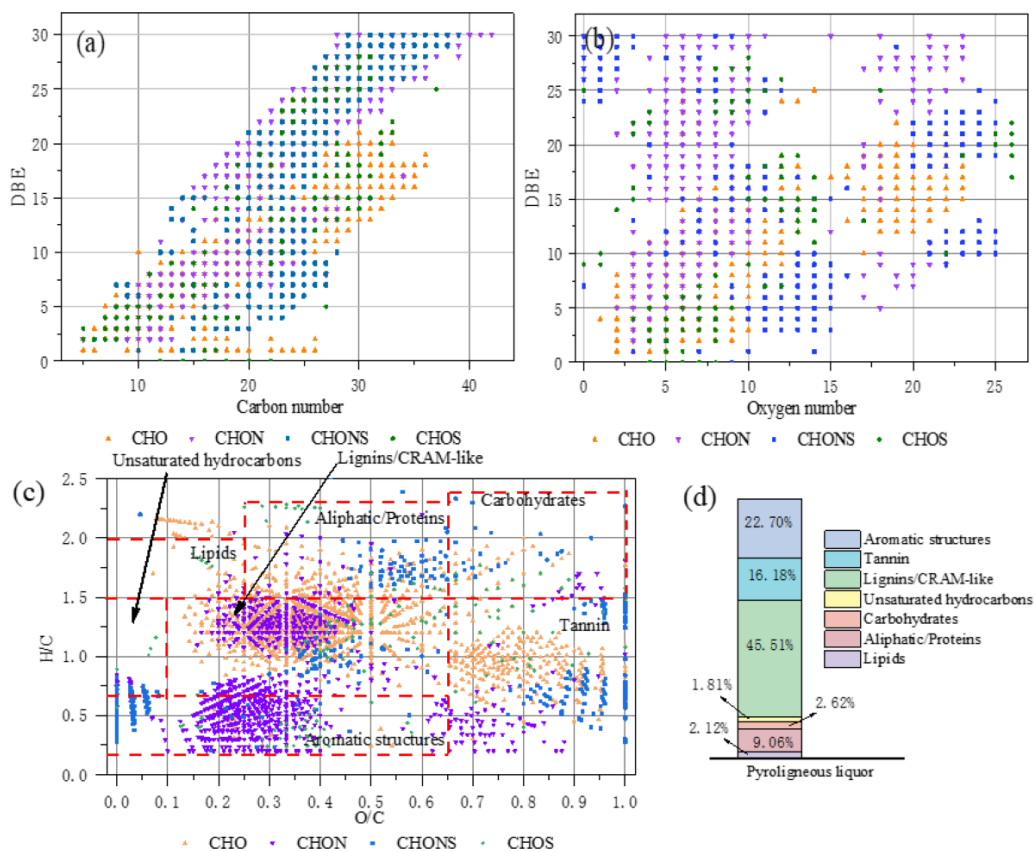 (a)
30
25
20
15
10
5
0
DBE
10
20
30
40
Carbon number
CHO
CHON
CHONS
CHOS
(b)
30
25
20
15
10
5
0
DBE
0
5
10
15
20
25
Oxygen number
CHO
CHON
CHONS
CHOS
Unsaturated hydrocarbons
Lignins/CRAM-like
(c)
2.5
2.0
1.5
1.0
0.5
0.0
H/C
Carbohydrates
Aliphatic/Proteins
Lipids
Tannin
Aromatic structures
0.0
0.1
0.2
0.3
0.4
0.5
0.6
0.7
0.8
0.9
1.0
O/C
CHO
CHON
CHONS
CHOS
(d)
22.70%
16.18%
45.51%
1.81%
2.62%
2.12%
9.06%
Pyroligneous liquor
Aromatic structures
Tannin
Lignins/CRAM-like
Unsaturated hydrocarbons
Carbohydrates
Aliphatic/Proteins
Lipids